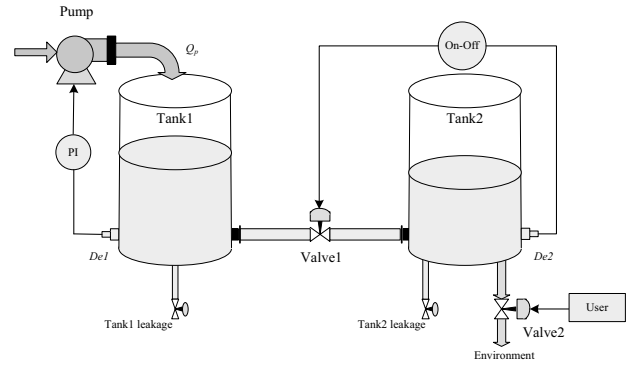 Pump
Qp
On-Off
Tank1
Tank2
PI
De1
Valve1
De2
Tank1 leakage
Tank2 leakage
User
Valve2
Environment